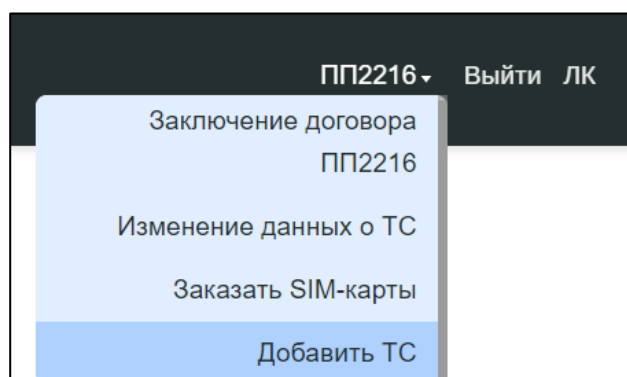 ПП2216 Выйти ЛК
Заключение договора
ПП2216
Изменение данных о ТС
Заказать SIM-карты
Добавить ТС